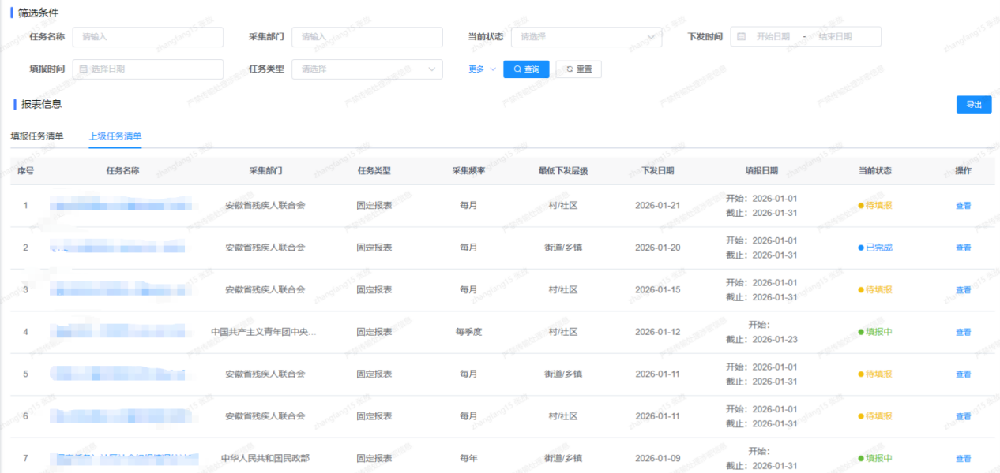 筛选条件
任务名称 请输入 采集部门 请输入 当前状态 请选择 下发时间 开始日期 - 结束日期
填报时间 选择日期 任务类型 请选择 更多 查询 重置
报表信息 导出
填报任务清单 上级任务清单
序号 任务名称 采集部门 任务类型 采集频率 最低下发层级 下发日期 填报日期 当前状态 操作
1 安徽省残疾人联合会 固定报表 每月 村/社区 2026-01-21 开始：2026-01-01 待填报 查看
截止：2026-01-31
2 安徽省残疾人联合会 固定报表 每月 街道/乡镇 2026-01-20 开始：2026-01-01 已完成 查看
截止：2026-01-31
3 安徽省残疾人联合会 固定报表 每月 村/社区 2026-01-15 开始：2026-01-01 待填报 查看
截止：2026-01-31
4 中国共产主义青年团中央... 固定报表 每季度 村/社区 2026-01-12 开始： 填报中 查看
截止：2026-01-23
5 安徽省残疾人联合会 固定报表 每月 街道/乡镇 2026-01-11 开始：2026-01-01 待填报 查看
截止：2026-01-31
6 安徽省残疾人联合会 固定报表 每月 村/社区 2026-01-11 开始：2026-01-01 待填报 查看
截止：2026-01-31
7 中华人民共和国民政部 固定报表 每年 街道/乡镇 2026-01-09 开始： 填报中 查看
截止：2026-01-31